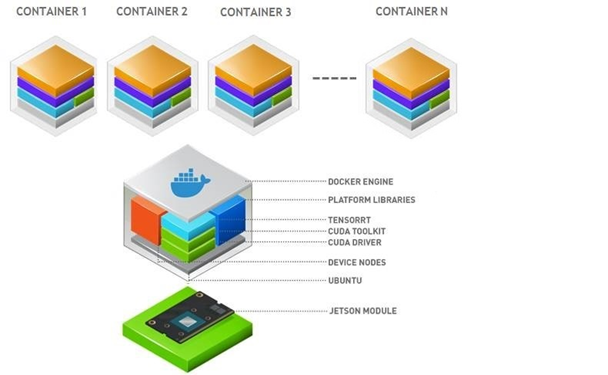 CONTAINER 1
CONTAINER 2
CONTAINER 3
CONTAINER N
DOCKER ENGINE
PLATFORM LIBRARIES
TENSORRT
CUDA TOOLKIT
CUDA DRIVER
DEVICE NODES
UBUNTU
JETSON MODULE